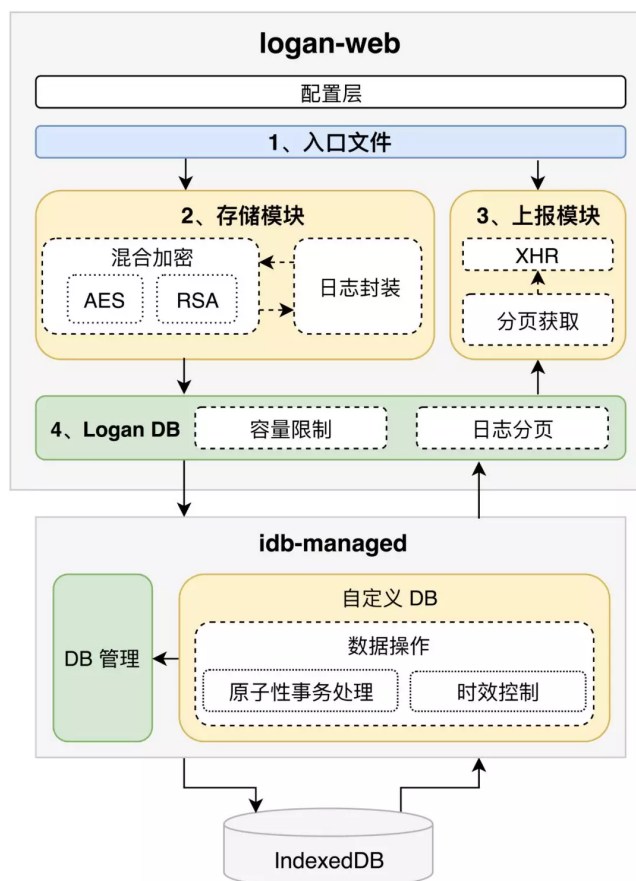 logan-web
配置层
1、入口文件
2、存储模块
混合加密
AES
RSA
日志封装
3、上报模块
XHR
分页获取
4、Logan DB
容量限制
日志分页
idb-managed
DB 管理
自定义 DB
数据操作
原子性事务处理
时效控制
IndexedDB